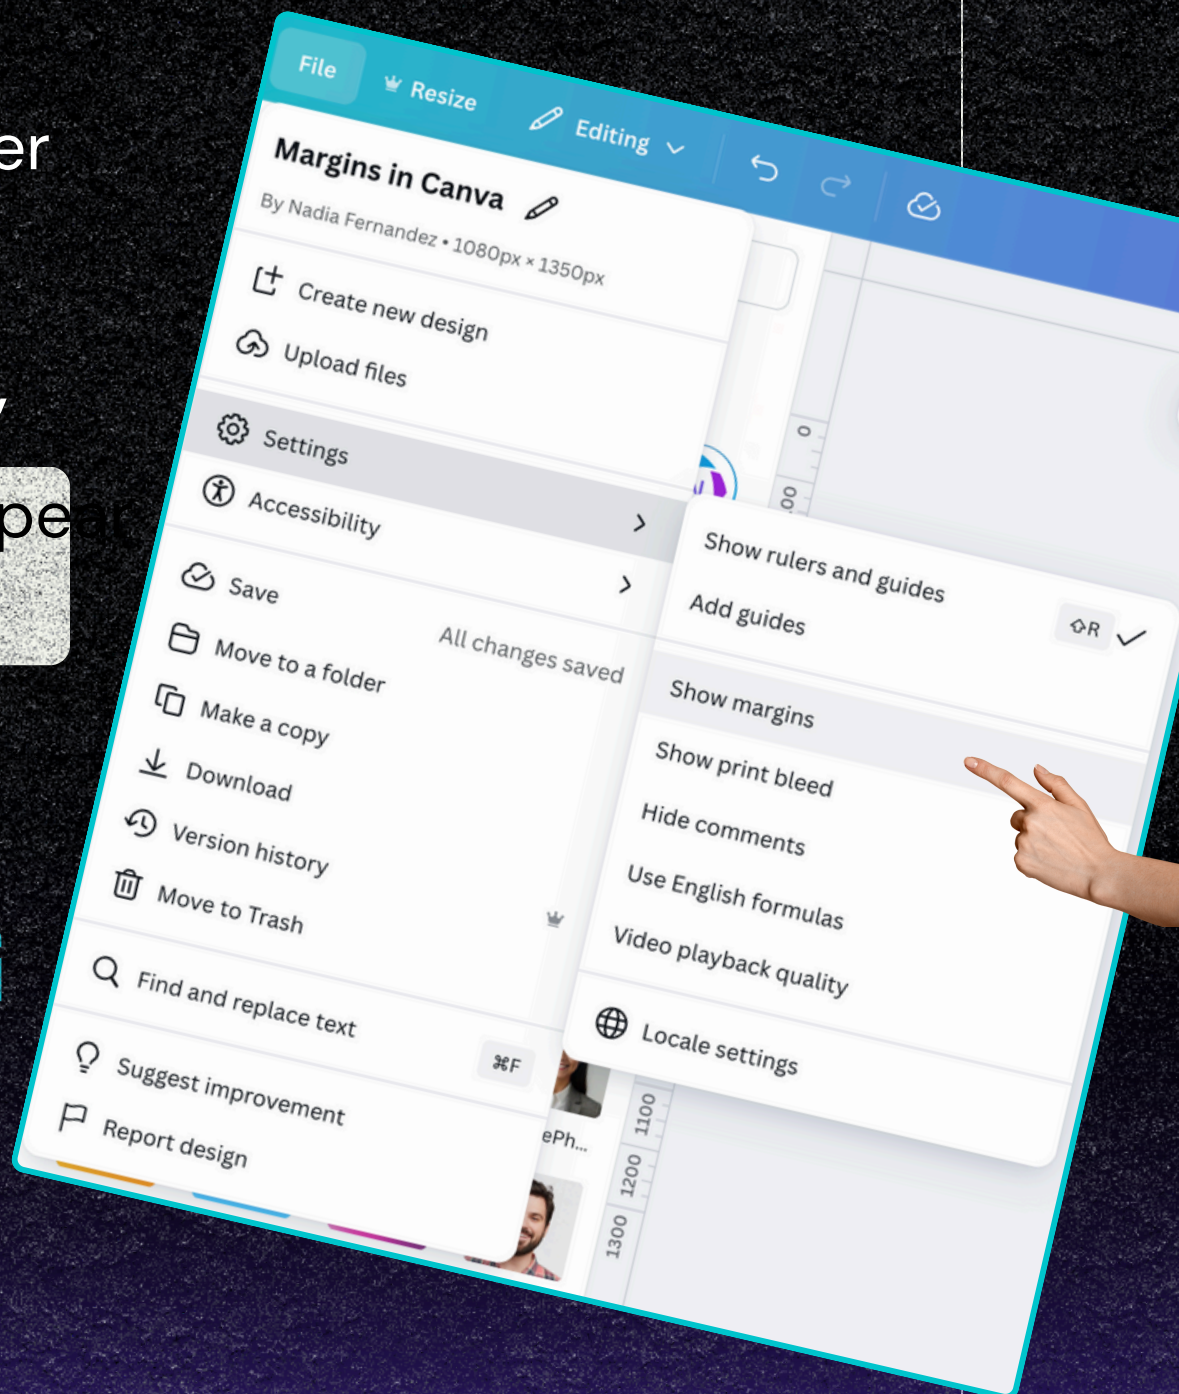 er
File
Resize
Editing
Margins in Canva
By Nadia Fernandez • 1080px × 1350px
Create new design
Upload files
Settings
Accessibility
Save
All changes saved
Move to a folder
Make a copy
Download
Version history
Move to Trash
Find and replace text
⌘F
Suggest improvement
Report design
Show rulers and guides
⇧R
Add guides
Show margins
Show print bleed
Hide comments
Use English formulas
Video playback quality
Locale settings
0
1100
1200
1300
ePh...